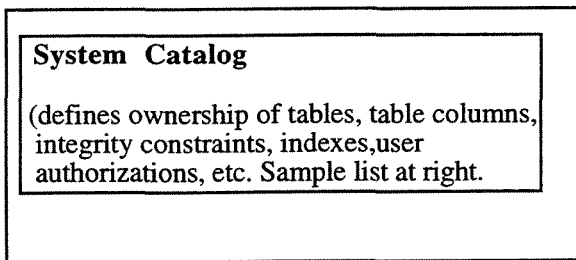 System Catalog
(defines ownership of tables, table columns,
integrity constraints, indexes,user
authorizations, etc. Sample list at right.